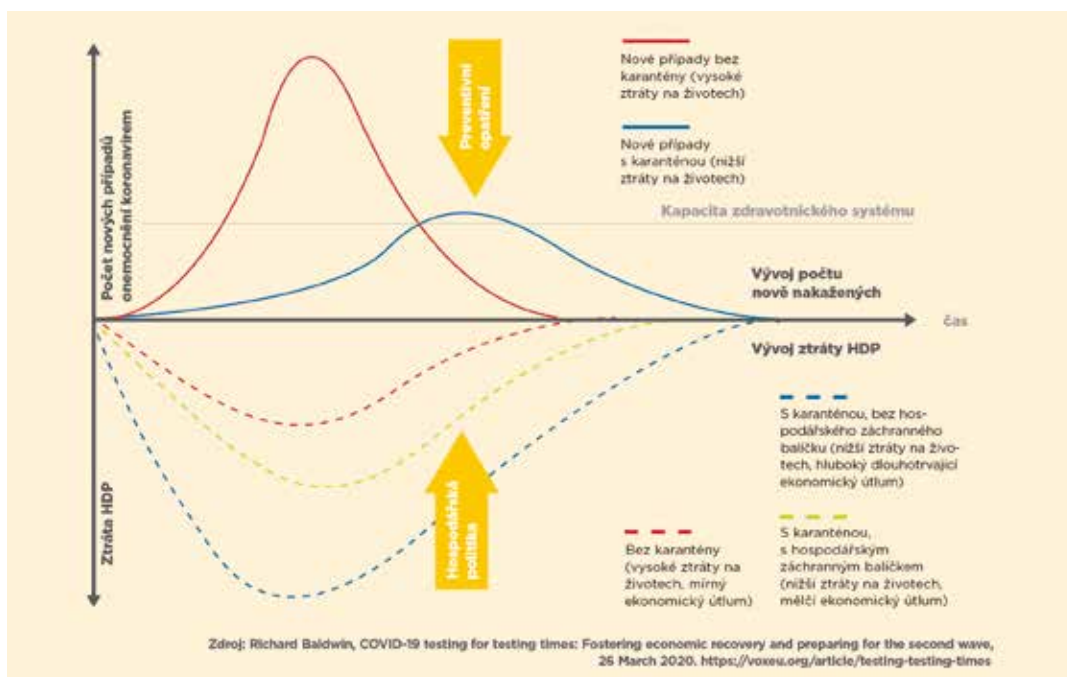 Počet nových případů
onemocnění koronavirem
Preventivní
opatření
Nové případy bez
karantény (vysoké
ztráty na životech)
Nové případy
s karanténou (nižší
ztráty na životech)
Kapacita zdravotnického systému
Vývoj počtu
nově nakažených
čas
Vývoj ztráty HDP
Ztráta HDP
Hospodářská
politika
S karanténou, bez hos-
podářského záchranného
balíčku (nižší ztráty na živo-
tech, hluboký dlouhotrvající
ekonomický útlum)
Bez karantény
(vysoké ztráty na
životech, mírný
ekonomický útlum)
S karanténou,
s hospodářským
záchranným balíčkem
(nižší ztráty na životech,
mělčí ekonomický útlum)
Zdroj: Richard Baldwin, COVID-19 testing for testing times: Fostering economic recovery and preparing for the second wave,
26 March 2020. https://voxeu.org/article/testing-testing-times